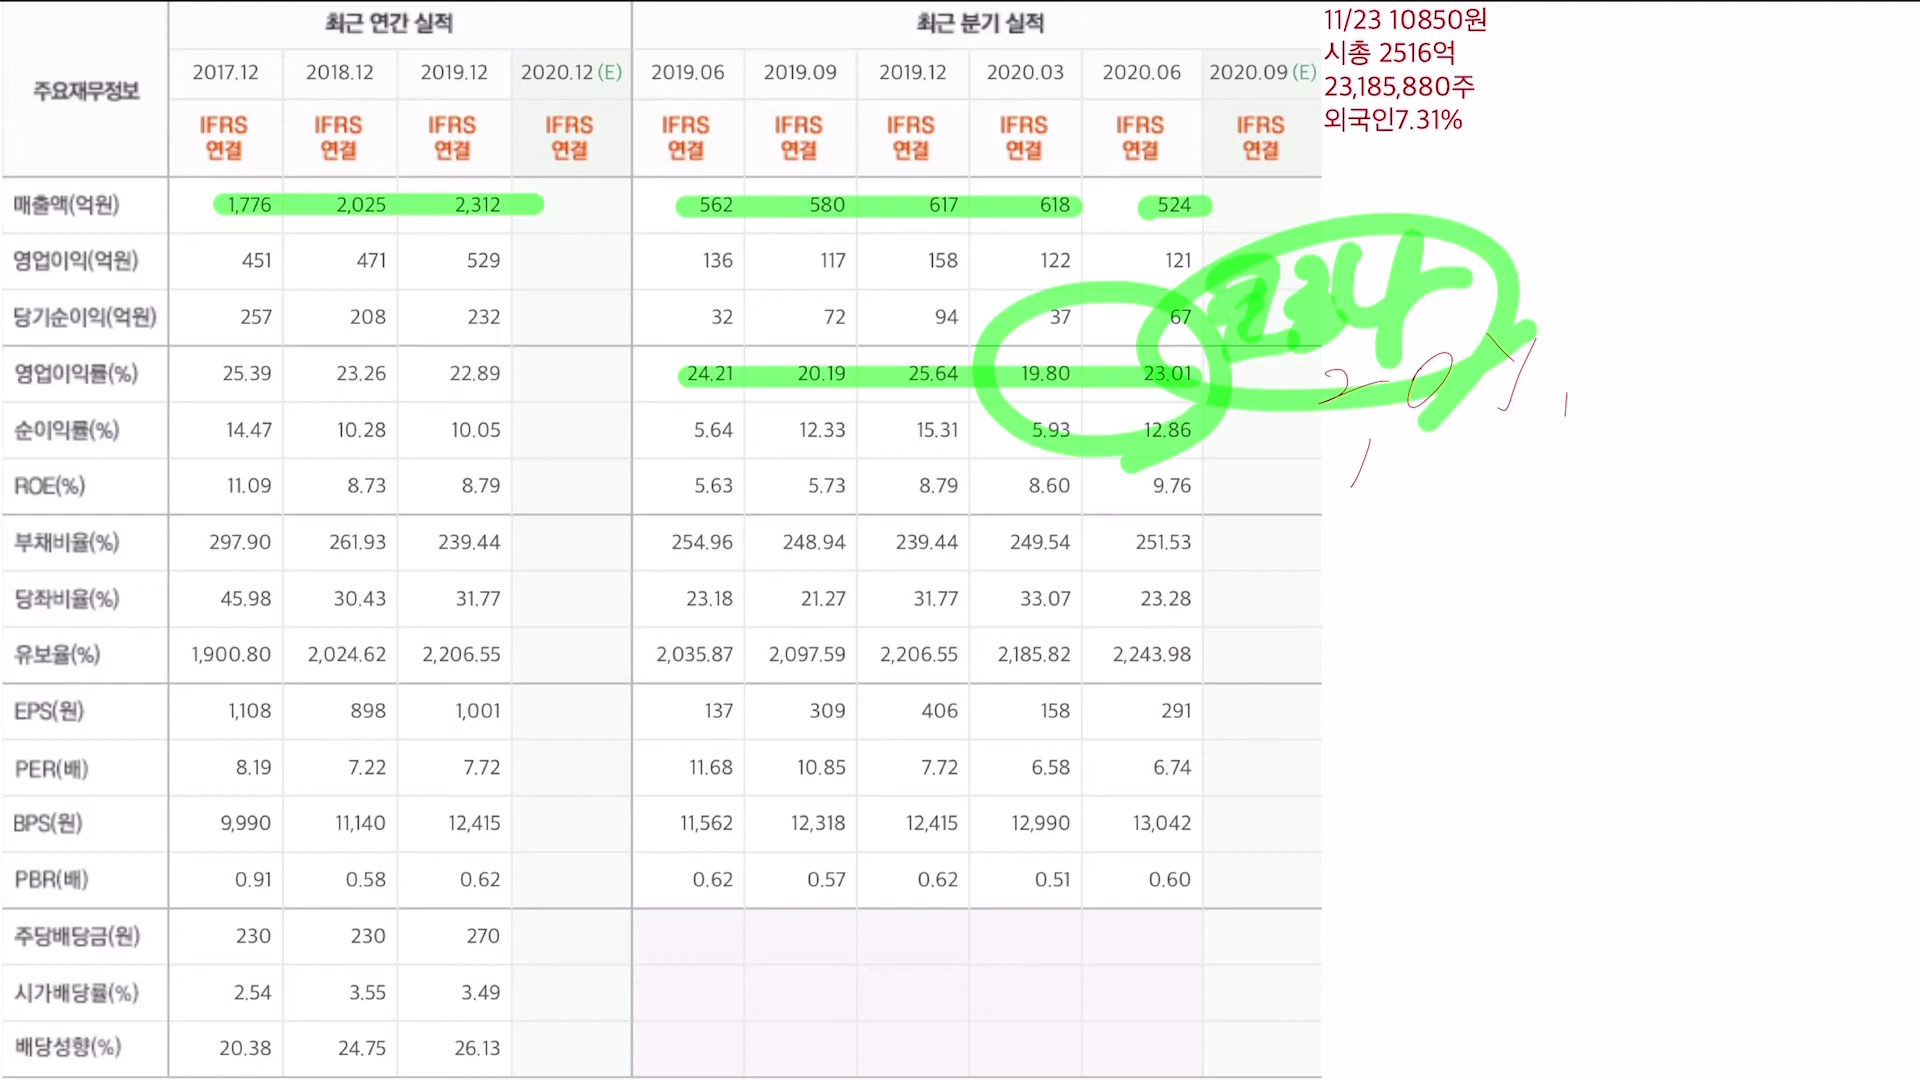 최근 연간 실적 최근 분기 실적
주요재무정보 2017.12 2018.12 2019.12 2020.12 (E) 2019.06 2019.09 2019.12 2020.03 2020.06 2020.09 (E)
IFRS IFRS IFRS IFRS IFRS IFRS IFRS IFRS IFRS IFRS
연결 연결 연결 연결 연결 연결 연결 연결 연결 연결
매출액(억원) 1,776 2,025 2,312 562 580 617 618 524
영업이익(억원) 451 471 529 136 117 158 122 121
당기순이익(억원) 257 208 232 32 72 94 37 67
영업이익률(%) 25.39 23.26 22.89 24.21 20.19 25.64 19.80 23.01
순이익률(%) 14.47 10.28 10.05 5.64 12.33 15.31 5.93 12.86
ROE(%) 11.09 8.73 8.79 5.63 5.73 8.79 8.60 9.76
부채비율(%) 297.90 261.93 239.44 254.96 248.94 239.44 249.54 251.53
당좌비율(%) 45.98 30.43 31.77 23.18 21.27 31.77 33.07 23.28
유보율(%) 1,900.80 2,024.62 2,206.55 2,035.87 2,097.59 2,206.55 2,185.82 2,243.98
EPS(원) 1,108 898 1,001 137 309 406 158 291
PER(배) 8.19 7.22 7.72 11.68 10.85 7.72 6.58 6.74
BPS(원) 9,990 11,140 12,415 11,562 12,318 12,415 12,990 13,042
PBR(배) 0.91 0.58 0.62 0.62 0.57 0.62 0.51 0.60
주당배당금(원) 230 230 270
시가배당률(%) 2.54 3.55 3.49
배당성향(%) 20.38 24.75 26.13
11/23 10850원
시총 2516억
23,185,880주
외국인7.31%
코로나